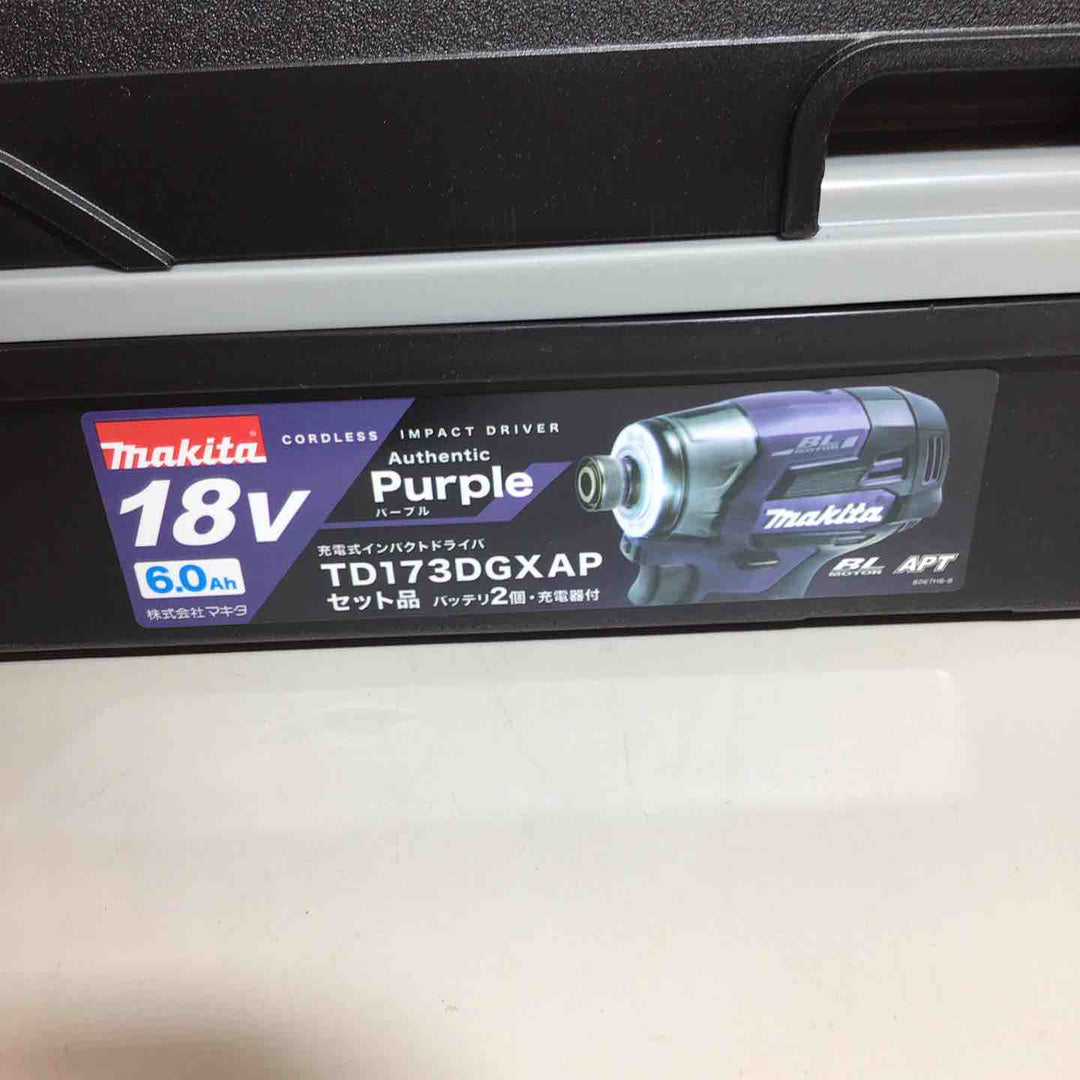 makita
CORDLESS IMPACT DRIVER
18V
6.0Ah
株式会社マキタ
Authentic
Purple
パープル
充電式インパクトドライバ
TD173DGXAP
セット品 バッテリ2個・充電器付
BL
MOTOR
makita
BL
MOTOR
APT